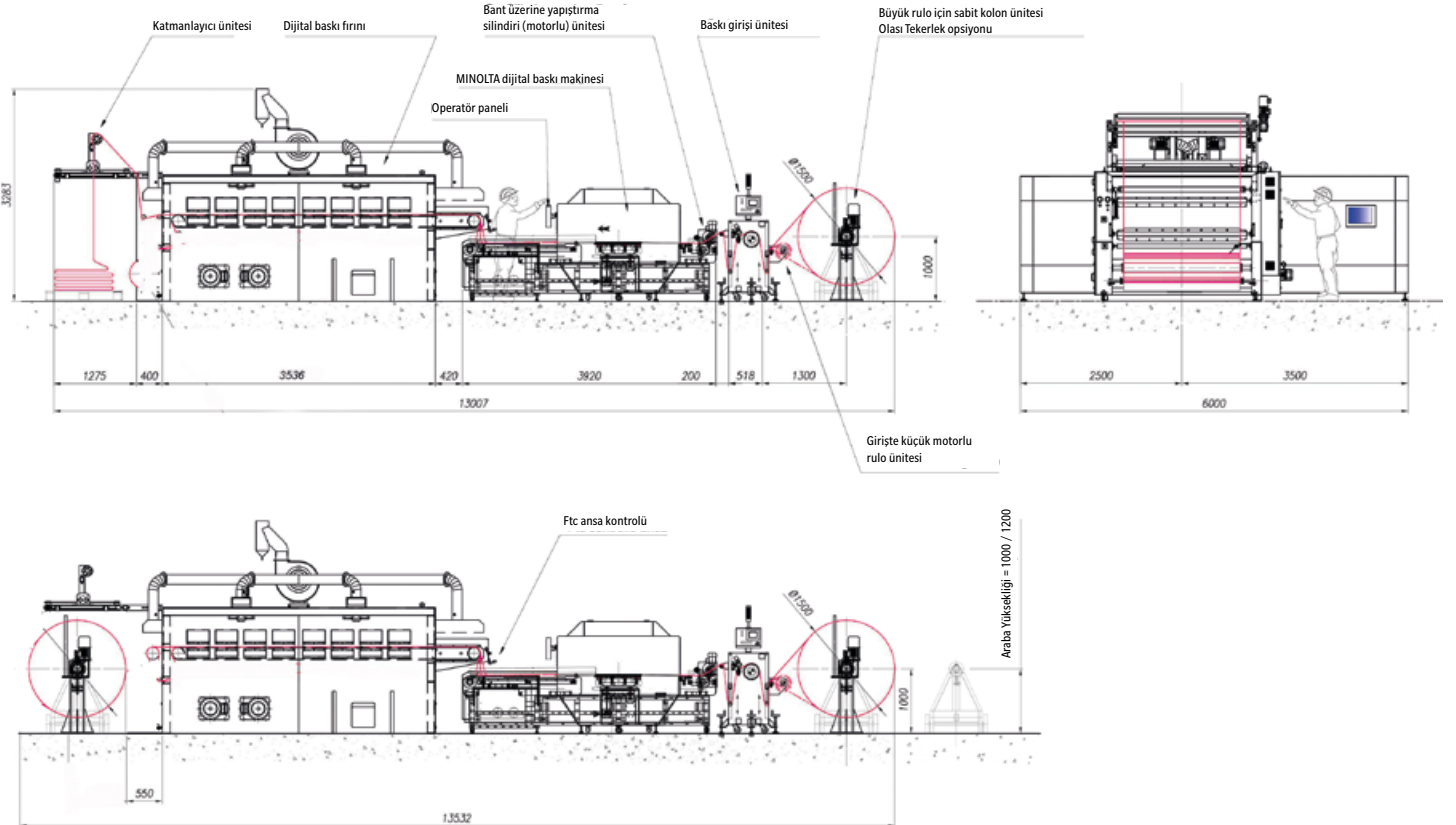 Katmanlayıcı ünitesi
Dijital baskı fırını
Bant üzerine yapıştırma
silindiri (motorlu) ünitesi
Baskı girişi ünitesi
Büyük rulo için sabit kolon ünitesi
Olası Tekerlek opsiyonu
MINOLTA dijital baskı makinesi
Operatör paneli
Ø1500
3283
1000
1275
400
3536
420
3920
200
518
1300
13007
2500
3500
6000
Girişte küçük motorlu
rulo ünitesi
Ftc ansa kontrolü
Araba Yüksekliği = 1000 / 1200
Ø1500
1000
550
13532